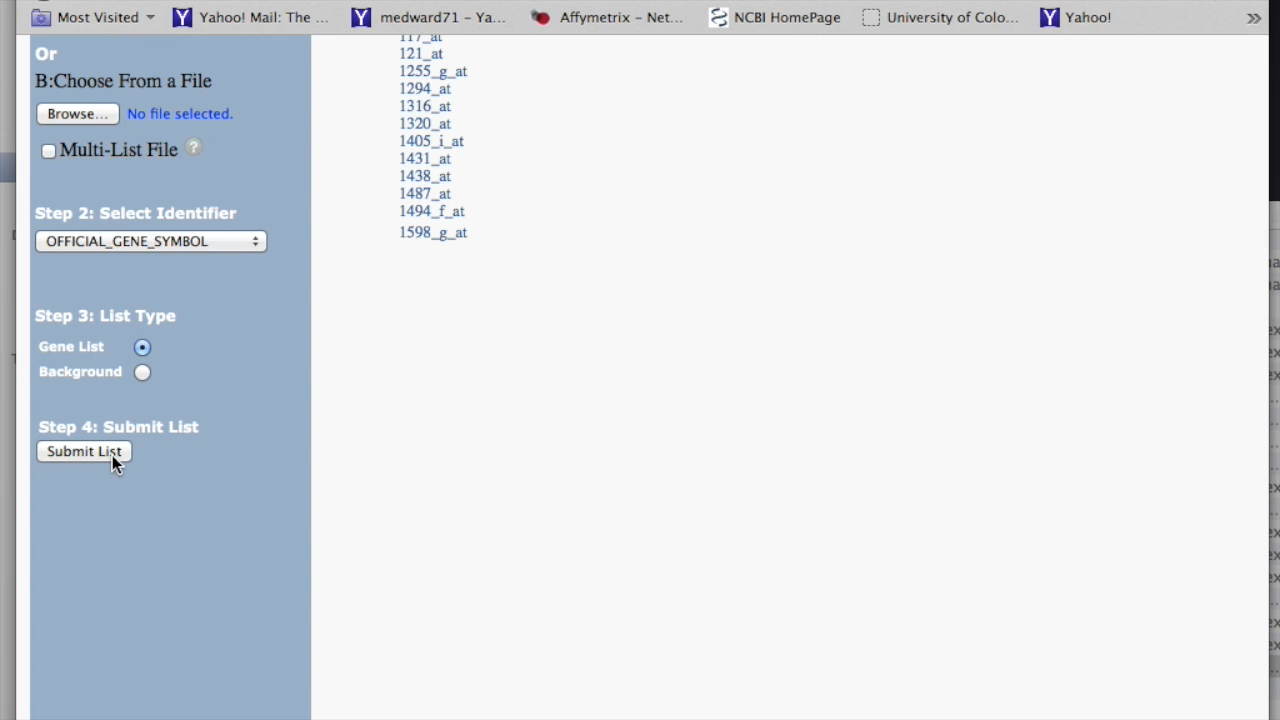 Most Visited
Yahoo! Mail: The ...
medward71 – Ya...
Affymetrix – Net...
NCBI HomePage
University of Colo...
Yahoo!
»
Or
B:Choose From a File
Browse... No file selected.
Multi-List File ?
Step 2: Select Identifier
OFFICIAL_GENE_SYMBOL
Step 3: List Type
Gene List
Background
Step 4: Submit List
Submit List
117_at
121_at
1255_g_at
1294_at
1316_at
1320_at
1405_i_at
1431_at
1438_at
1487_at
1494_f_at
1598_g_at